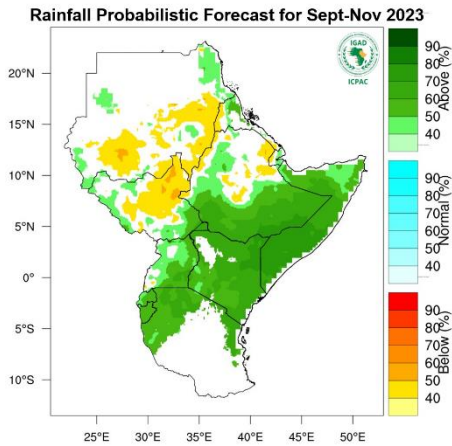 Rainfall Probabilistic Forecast for Sept-Nov 2023
IGAD
ICPAC
20°N
15°N
10°N
5°N
0°
5°S
10°S
25°E 30°E 35°E 40°E 45°E 50°E
90
80
70
60
50
40
Above (%)
90
80
70
60
50
40
Normal (%)
90
80
70
60
50
40
Below (%)